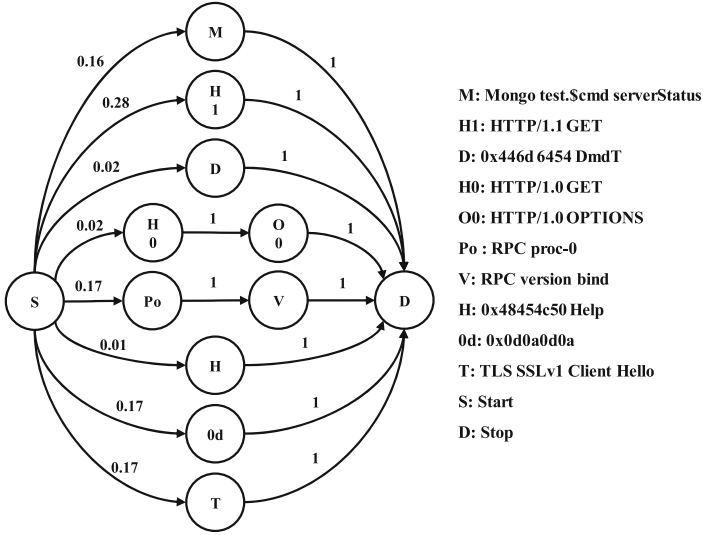 M
0.16
1
H
1
0.28
1
D
0.02
1
H
0
0.02
1
O
0
1
S
0.17
Po
1
V
1
D
0.01
H
1
0.17
0d
1
0.17
T
1
M: Mongo test.$cmd serverStatus
H1: HTTP/1.1 GET
D: 0x446d 6454 DmdT
H0: HTTP/1.0 GET
O0: HTTP/1.0 OPTIONS
Po : RPC proc-0
V: RPC version bind
H: 0x48454c50 Help
0d: 0x0d0a0d0a
T: TLS SSLv1 Client Hello
S: Start
D: Stop